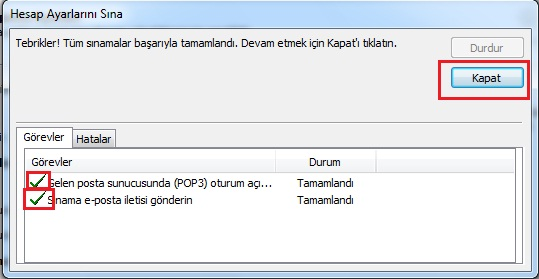 Hesap Ayarlarını Sına
Tebrikler! Tüm sınamalar başarıyla tamamlandı. Devam etmek için Kapat'ı tıklatın.
Durdur
Kapat
Görevler
Hatalar
Görevler Durum
Gelen posta sunucusunda (POP3) oturum açı... Tamamlandı
Sınama e-posta iletisi gönderin Tamamlandı